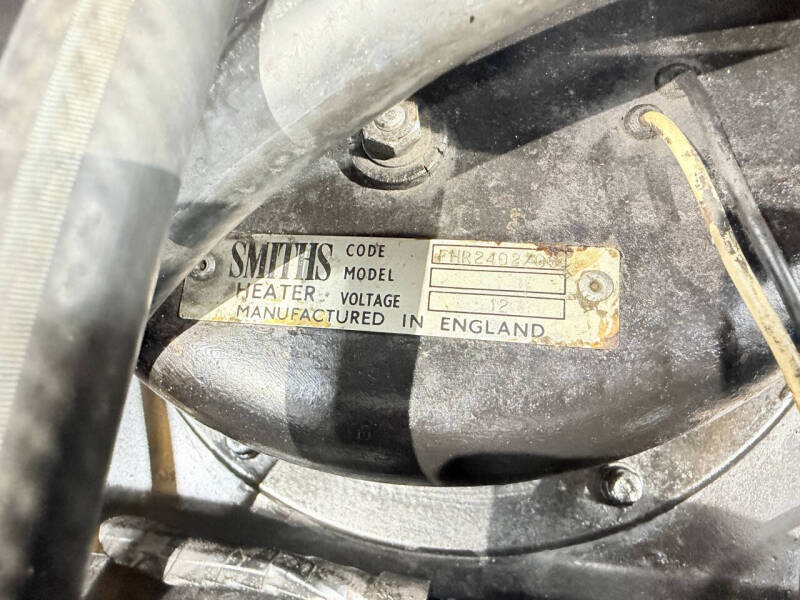 SMITHS CODE
MODEL
HEATER VOLTAGE 12
MANUFACTURED IN ENGLAND